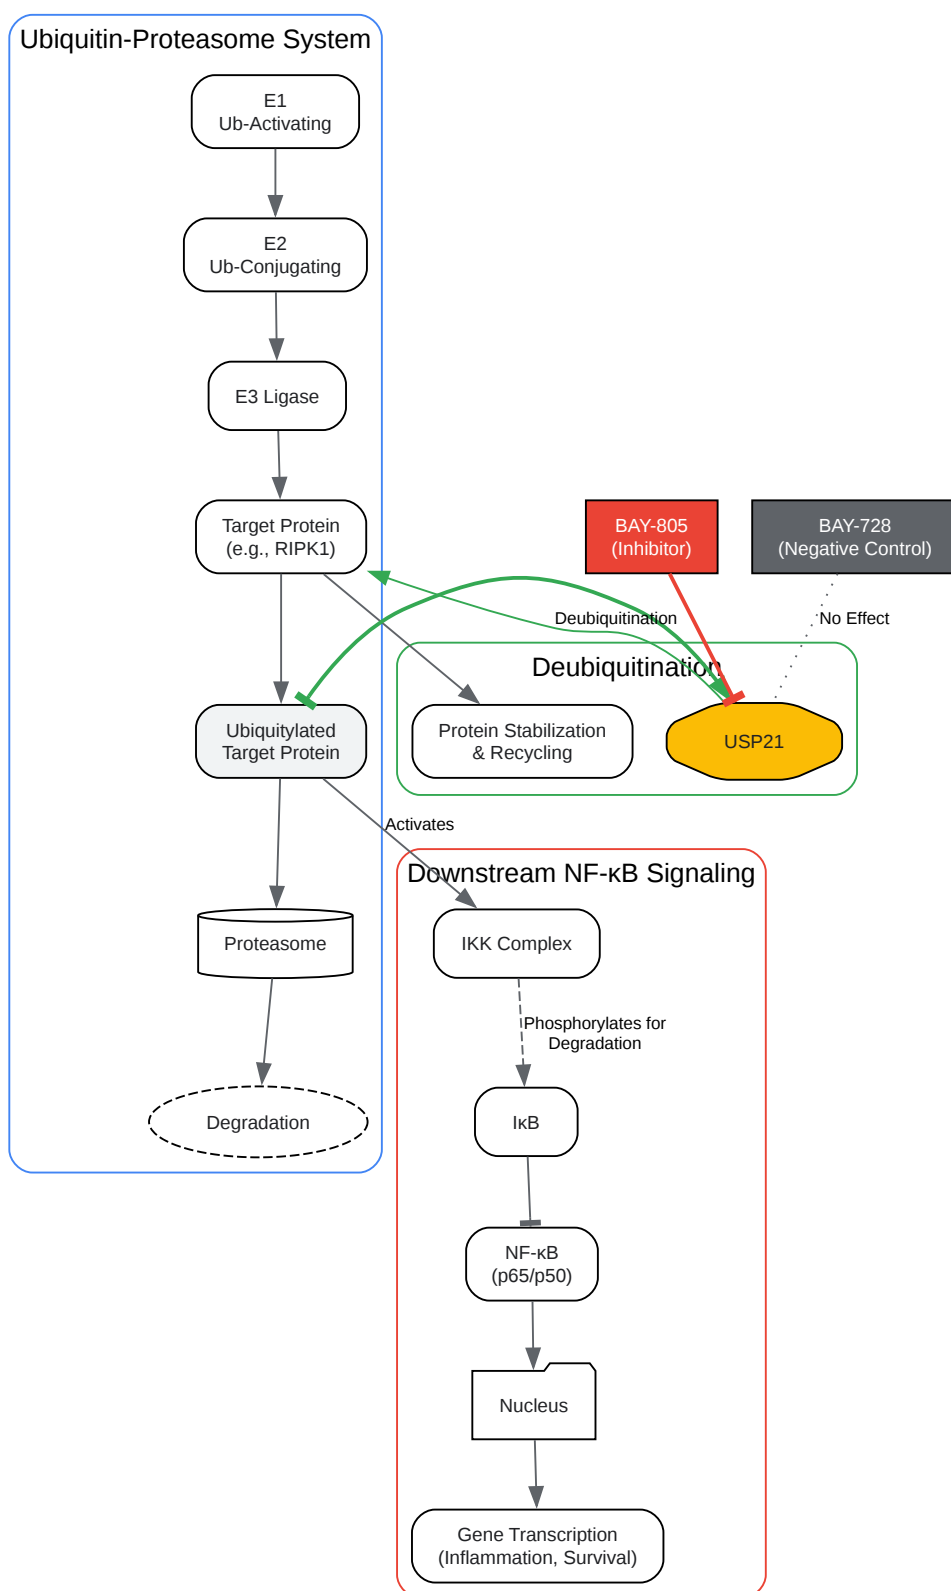 Ubiquitin-Proteasome System
E1
Ub-Activating
E2
Ub-Conjugating
E3 Ligase
Target Protein
(e.g., RIPK1)
BAY-805
(Inhibitor)
BAY-728
(Negative Control)
Deubiquitination
No Effect
Deubiquitination
Ubiquitylated
Target Protein
Protein Stabilization
& Recycling
USP21
Activates
Downstream NF-κB Signaling
Proteasome
IKK Complex
Phosphorylates for
Degradation
Degradation
IκB
NF-κB
(p65/p50)
Nucleus
Gene Transcription
(Inflammation, Survival)